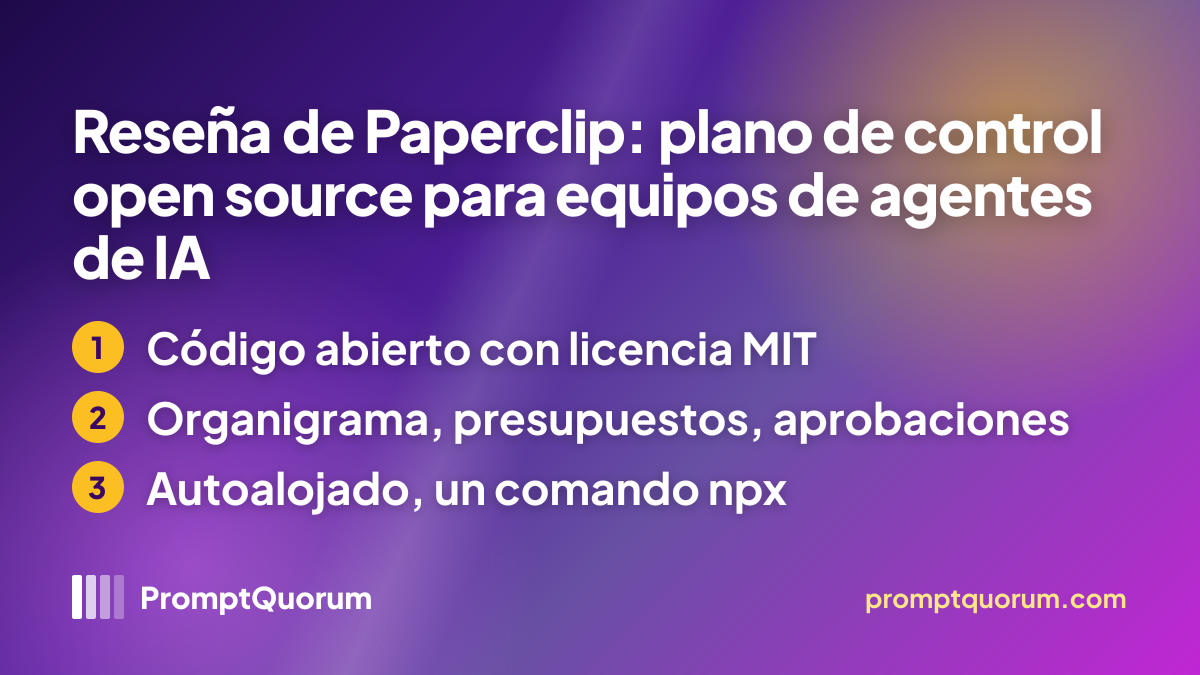 Reseña de Paperclip: plano de control
open source para equipos de agentes
de IA
1 Código abierto con licencia MIT
2 Organigrama, presupuestos, aprobaciones
3 Autoalojado, un comando npx
PromptQuorum
promptquorum.com